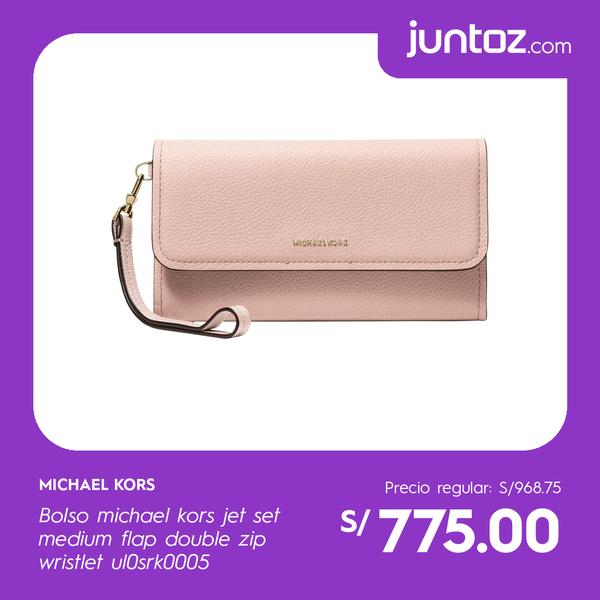 juntoz.com
MICHAEL KORS
MICHAEL KORS
Bolso michael kors jet set
medium flap double zip
wristlet ul0srk0005
Precio regular: S/968.75
S/775.00